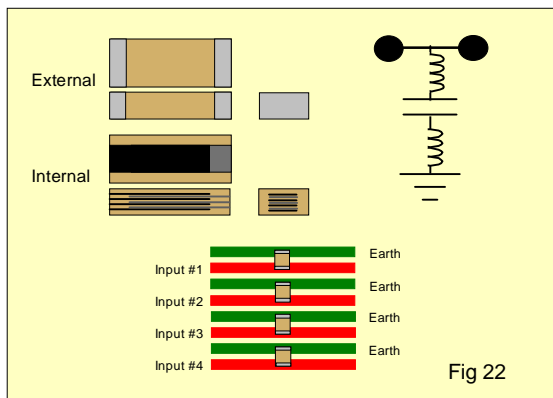 External
Internal
Earth
Input #1
Earth
Input #2
Earth
Input #3
Earth
Input #4
Fig 22